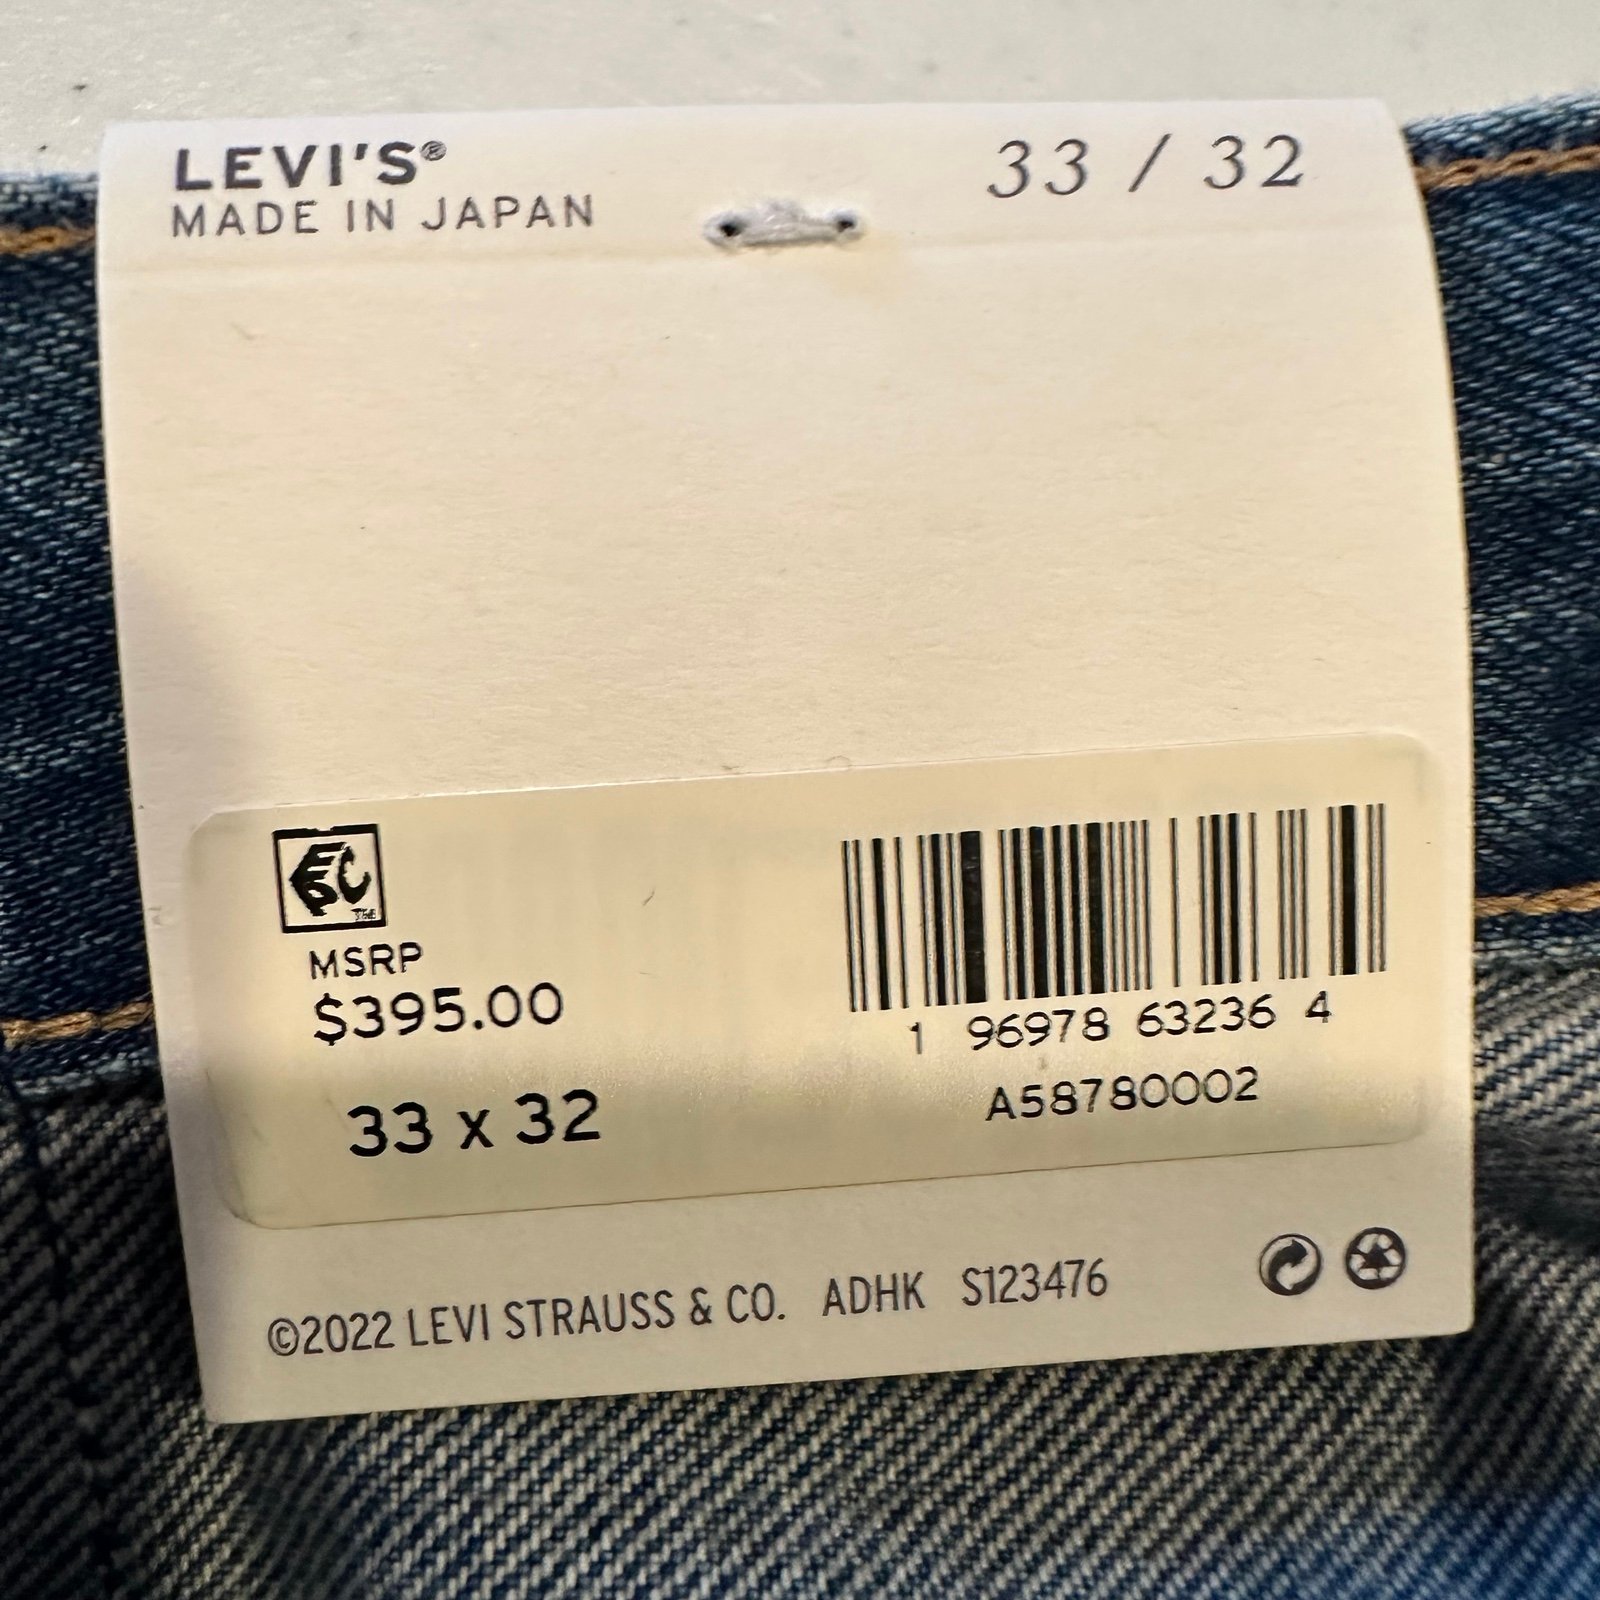 LEVI'S®
MADE IN JAPAN
33 / 32
MSRP
$395.00
33 x 32
1 96978 63236 4
A58780002
©2022 LEVI STRAUSS & CO. ADHK S123476